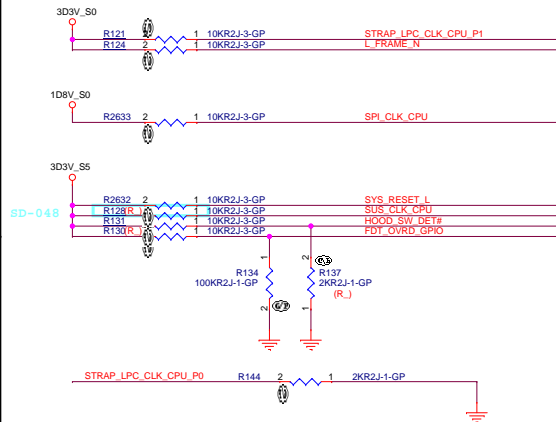 3D3V_S0
R121 2 1 10KR2J-3-GP STRAP_LPC_CLK_CPU_P1
R124 2 1 10KR2J-3-GP L_FRAME_N
1D8V_S0
R2633 2 1 10KR2J-3-GP SPI_CLK_CPU
3D3V_S5
R2632 2 1 10KR2J-3-GP SYS_RESET_L
SD-048 R128(R_) 1 10KR2J-3-GP SUS_CLK_CPU
R131 1 10KR2J-3-GP HOOD_SW_DET#
R130(R_) 1 10KR2J-3-GP FDT_OVRD_GPIO
1 2
R134 R137
100KR2J-1-GP 2KR2J-1-GP
(R_)
2 1
STRAP_LPC_CLK_CPU_P0 R144 2 1 2KR2J-1-GP